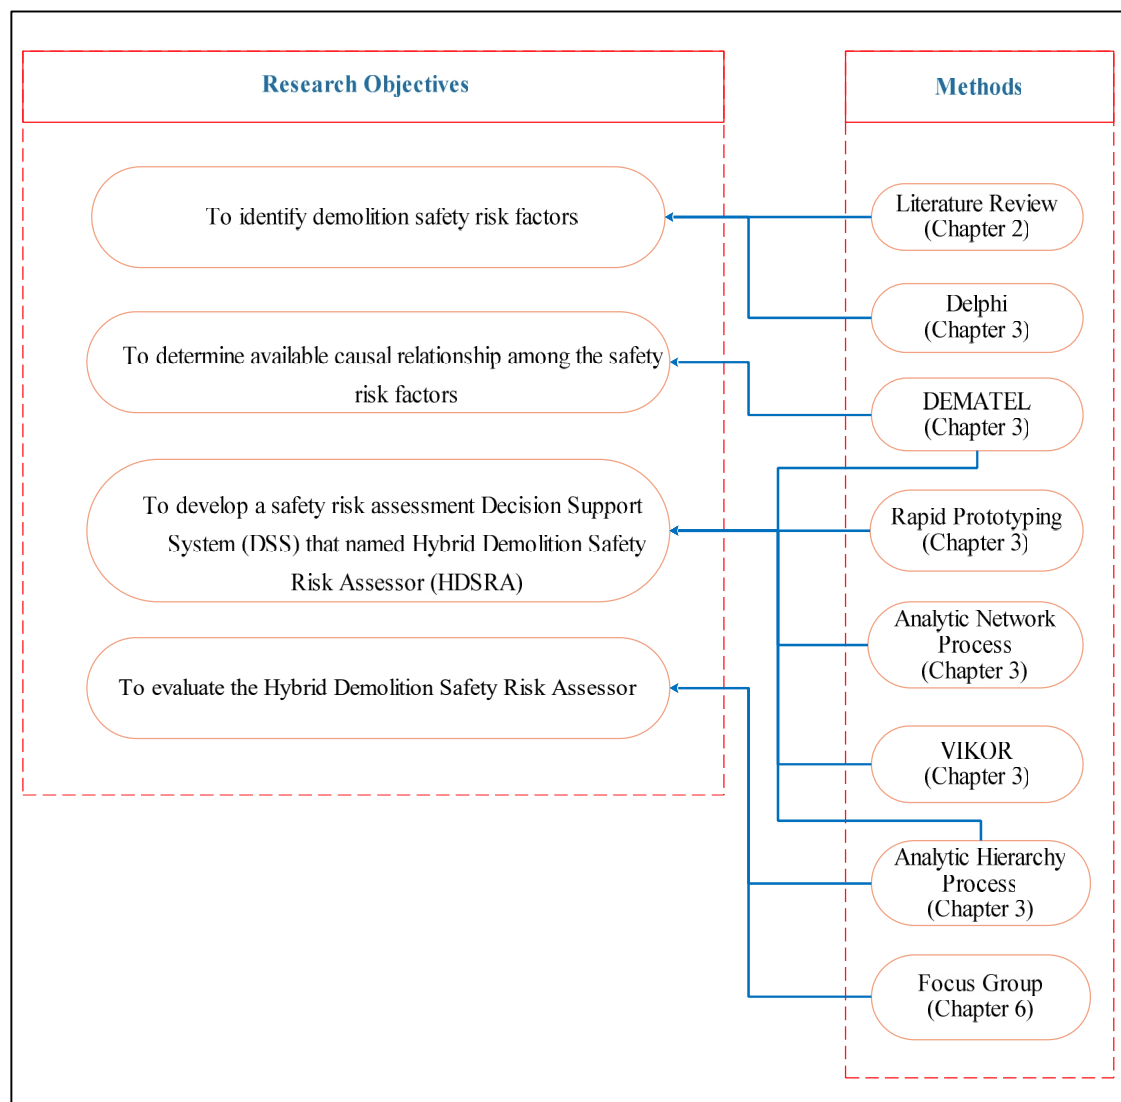 Research Objectives
To identify demolition safety risk factors
To determine available causal relationship among the safety
risk factors
To develop a safety risk assessment Decision Support
System (DSS) that named Hybrid Demolition Safety
Risk Assessor (HDSRA)
To evaluate the Hybrid Demolition Safety Risk Assessor
Methods
Literature Review
(Chapter 2)
Delphi
(Chapter 3)
DEMATEL
(Chapter 3)
Rapid Prototyping
(Chapter 3)
Analytic Network
Process
(Chapter 3)
VIKOR
(Chapter 3)
Analytic Hierarchy
Process
(Chapter 3)
Focus Group
(Chapter 6)